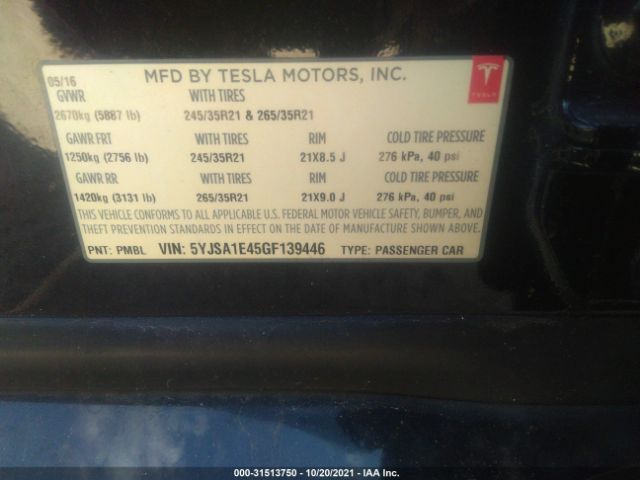 05/16 MFD BY TESLA MOTORS, INC.
GVWR WITH TIRES
2670kg (5887 lb) 245/35R21 & 265/35R21
GAWR FRT WITH TIRES RIM COLD TIRE PRESSURE
1250kg (2756 lb) 245/35R21 21X8.5 J 276 kPa, 40 psi
GAWR RR RIM COLD TIRE PRESSURE
1420kg (3131 lb) 265/35R21 21X9.0 J 276 kPa, 40 psi
THIS VEHICLE CONFORMS TO ALL APPLICABLE U.S. FEDERAL MOTOR VEHICLE SAFETY, BUMPER, AND
THEFT PREVENTION STANDARDS IN EFFECT ON THE DATE OF MANUFACTURE SHOWN ABOVE.
PNT: PMBL VIN: 5YJSA1E45GF139446 TYPE: PASSENGER CAR
TESLA
000-31513750 - 10/20/2021 - IAA Inc.